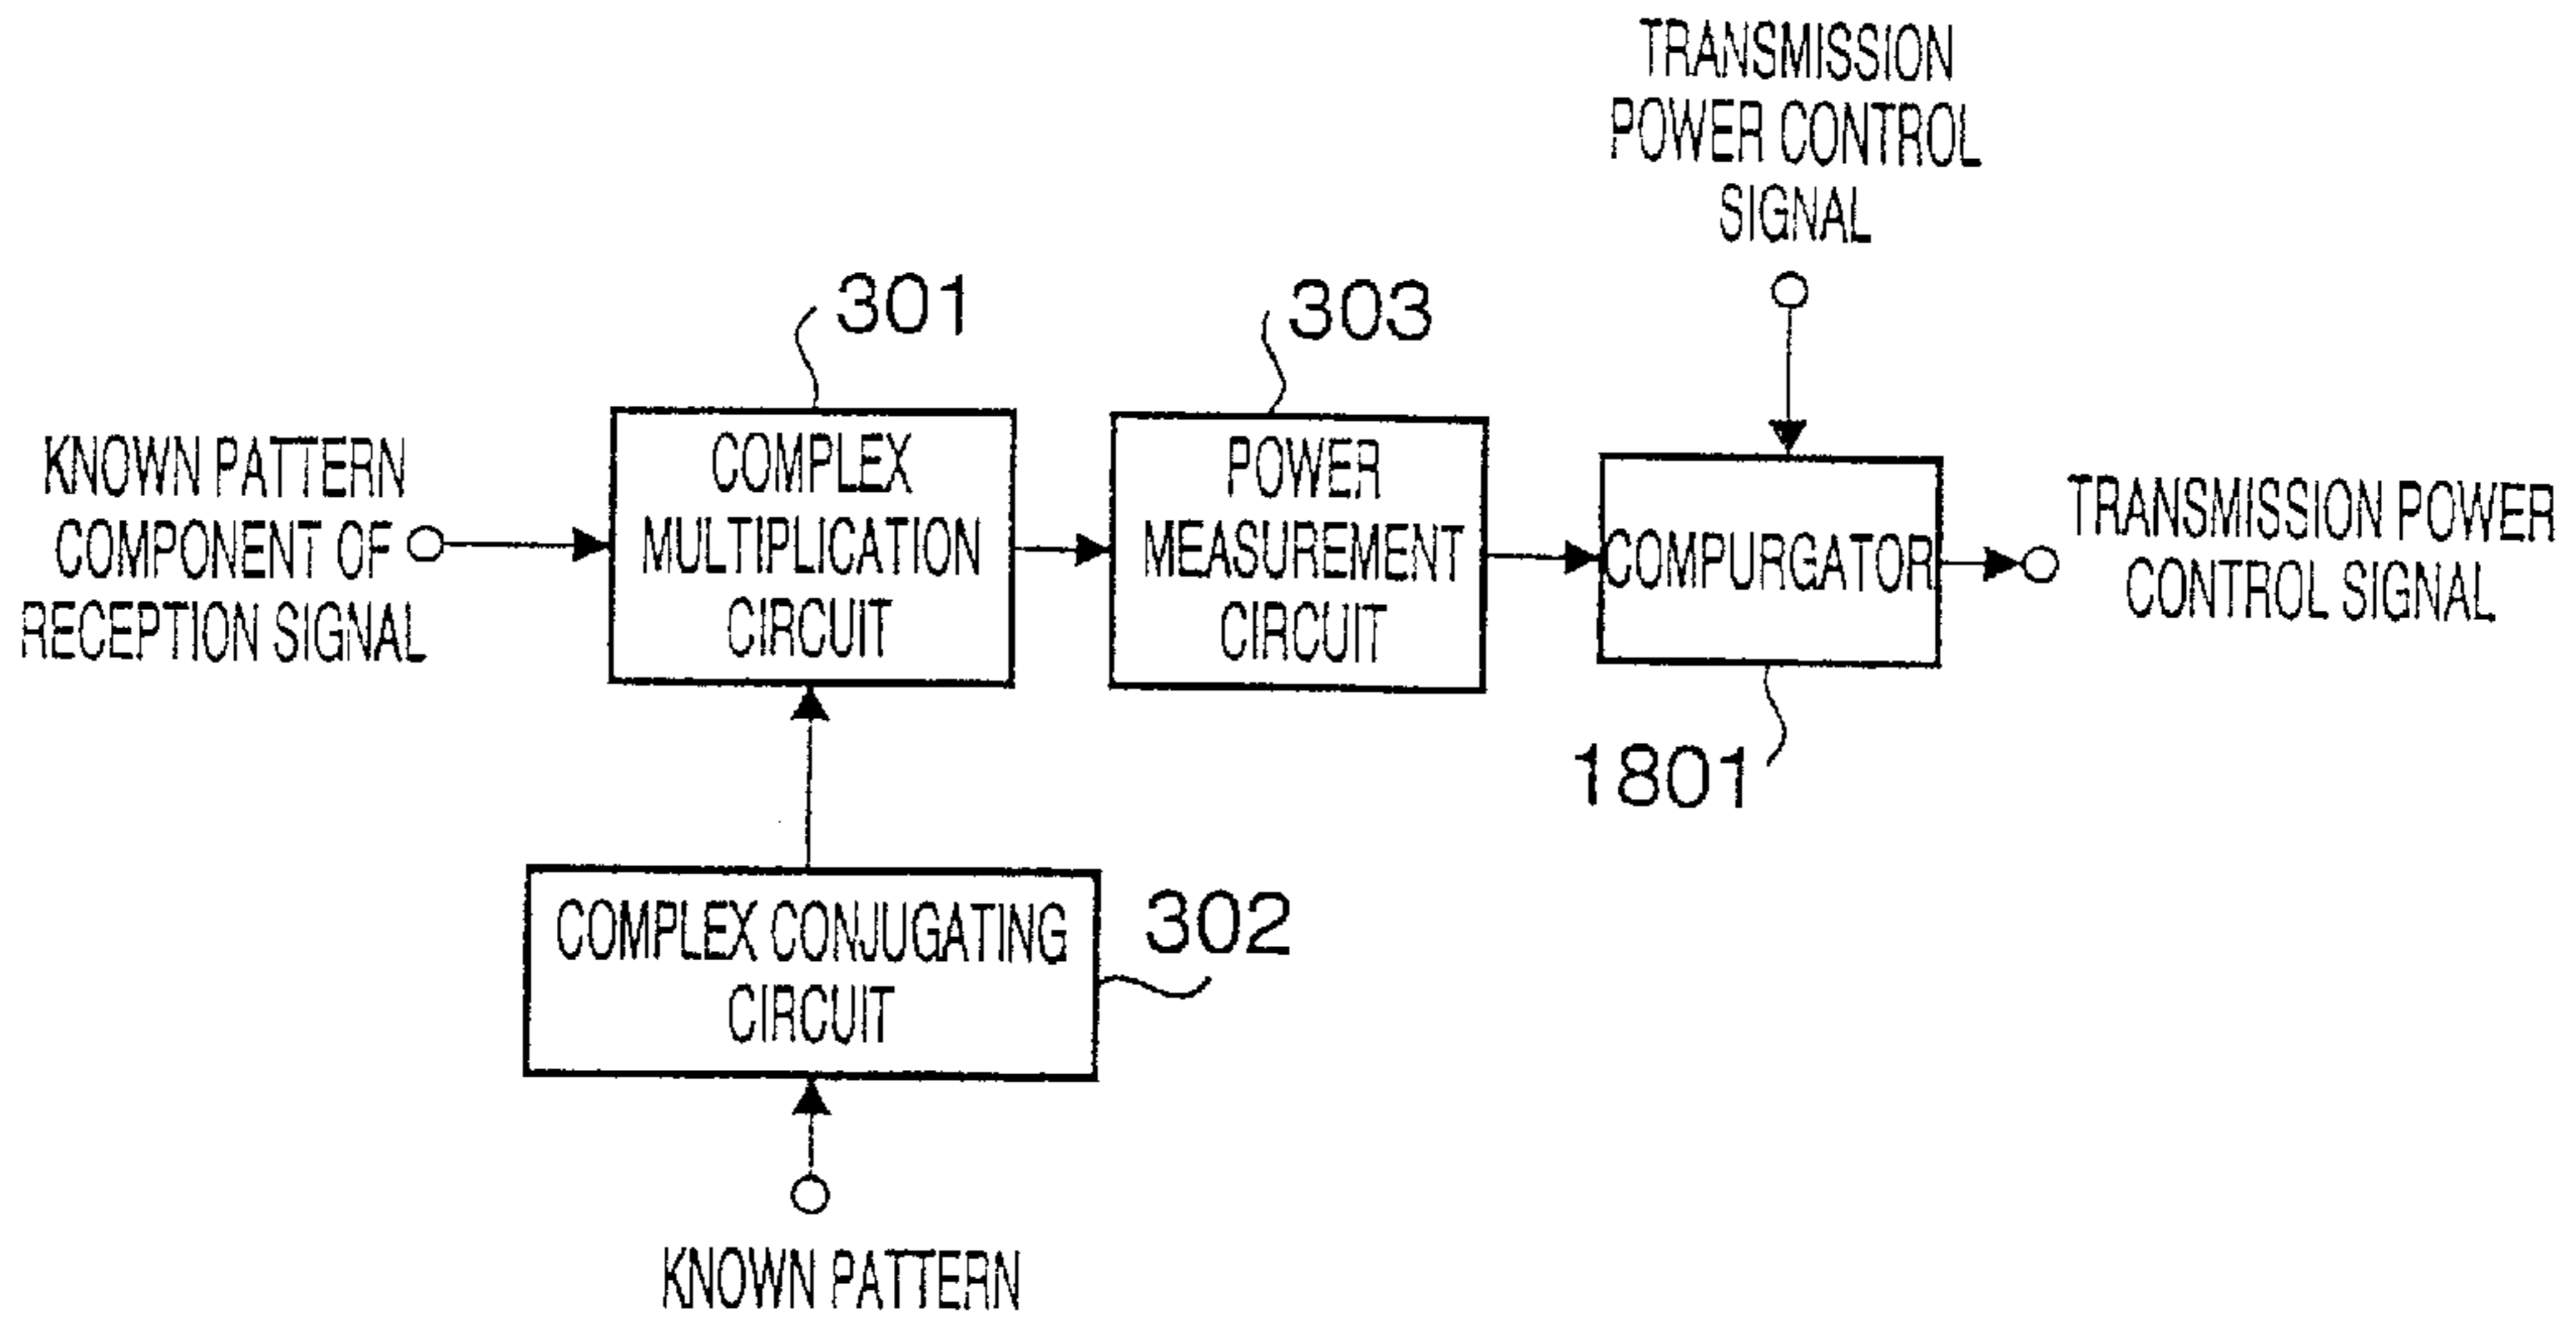 TRANSMISSION
POWER CONTROL
SIGNAL
301
303
KNOWN PATTERN
COMPONENT OF
RECEPTION SIGNAL
COMPLEX
MULTIPLICATION
CIRCUIT
POWER
MEASUREMENT
CIRCUIT
COMPURGATOR
TRANSMISSION POWER
CONTROL SIGNAL
1801
COMPLEX CONJUGATING
CIRCUIT
302
KNOWN PATTERN